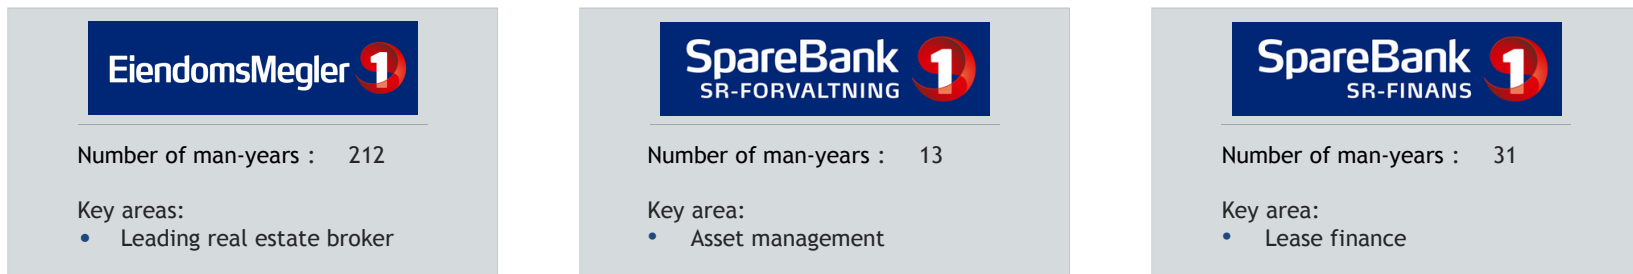 EiendomsMegler 1
Number of man-years : 212
Key areas:
• Leading real estate broker
SpareBank 1
SR-FORVALTNING
Number of man-years : 13
Key area:
• Asset management
SpareBank 1
SR-FINANS
Number of man-years : 31
Key area:
• Lease finance